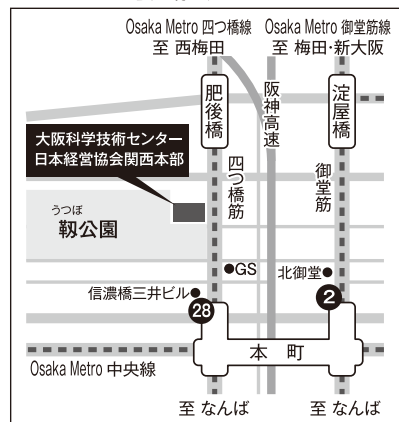 Osaka Metro 四つ橋線
至 西梅田
Osaka Metro 御堂筋線
至 梅田・新大阪
肥後橋
阪神高速
淀屋橋
大阪科学技術センター
日本経営協会関西本部
四つ橋筋
御堂筋
うつぼ
靱公園
GS
北御堂
信濃橋三井ビル
28
2
本町
Osaka Metro 中央線
至 なんば
至 なんば